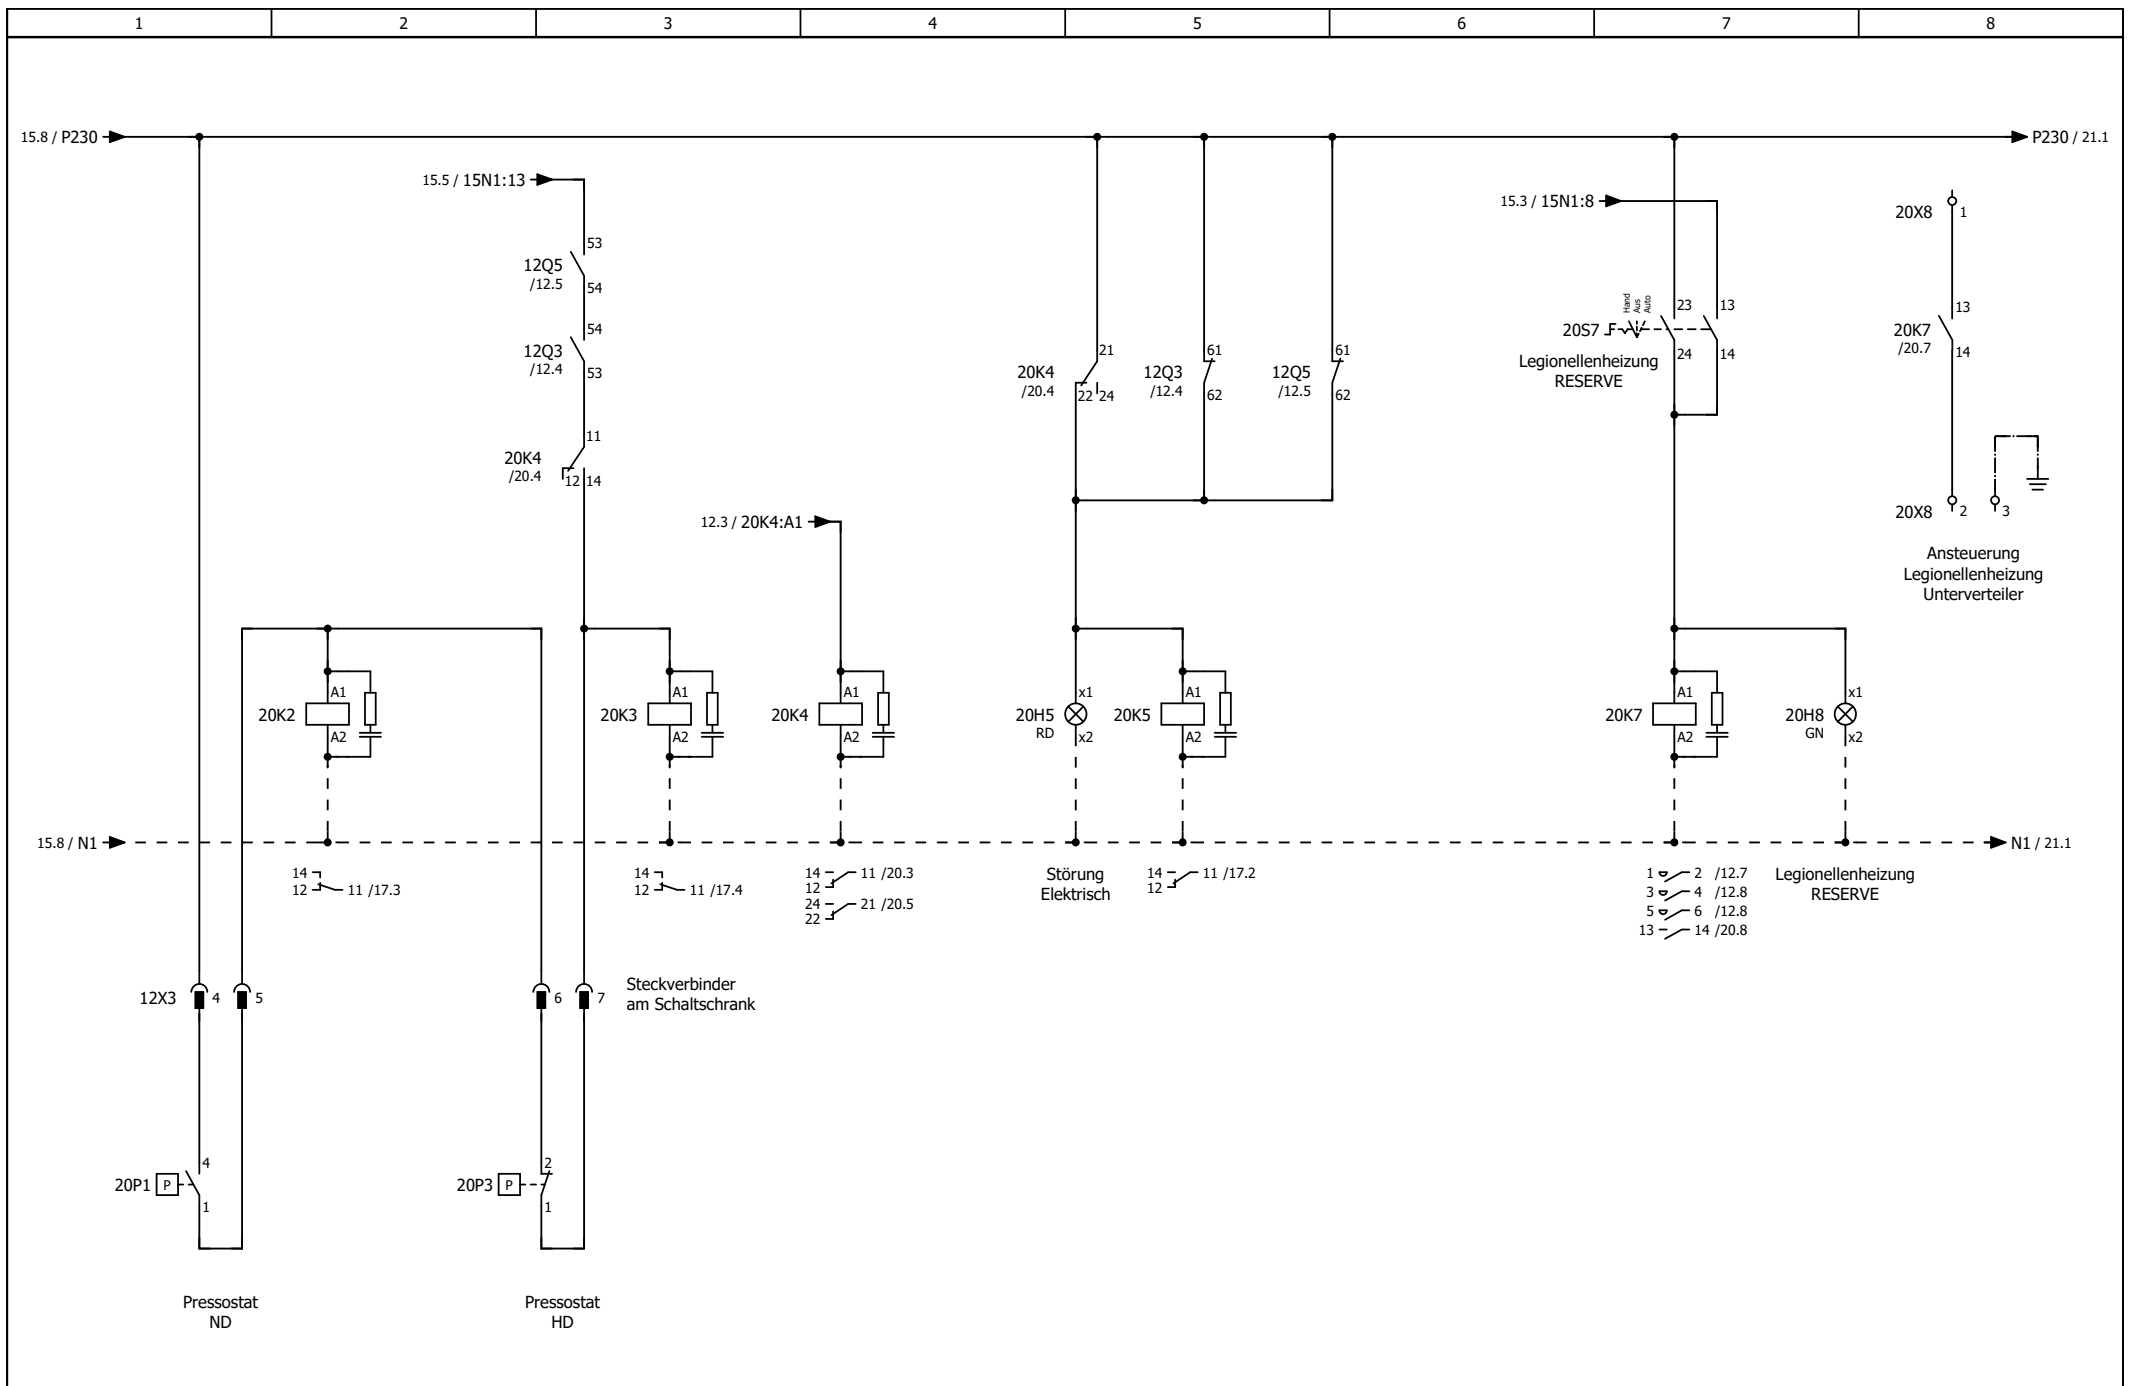 1 2 3 4 5 6 7 8
15.8 / P230
P230 / 21.1
15.5 / 15N1:13
15.3 / 15N1:8
20X8 1
53
12Q5
/12.5
54
54
12Q3
/12.4
53
11
20K4
/20.4
12 14
12.3 / 20K4:A1
21
20K4
/20.4
22 24
61
12Q3
/12.4
62
61
12Q5
/12.5
62
Hand
Aus
Auto
23 13
20S7
24 14
Legionellenheizung
RESERVE
13
20K7
/20.7
14
20X8 2 3
Ansteuerung
Legionellenheizung
Unterverteiler
A1
20K2
A2
A1
20K3
A2
A1
20K4
A2
x1
20H5
RD
x2
A1
20K5
A2
A1
20K7
A2
x1
20H8
GN
x2
15.8 / N1
N1 / 21.1
14
12 11 /17.3
14
12 11 /17.4
14 11 /20.3
12
24 21 /20.5
22
Störung
Elektrisch
14 11 /17.2
12
1 2 /12.7
3 4 /12.8
5 6 /12.8
13 14 /20.8
Legionellenheizung
RESERVE
12X3 4 5 6 7
Steckverbinder
am Schaltschrank
4
20P1 P
1
2
20P3 P
1
Pressostat
ND
Pressostat
HD